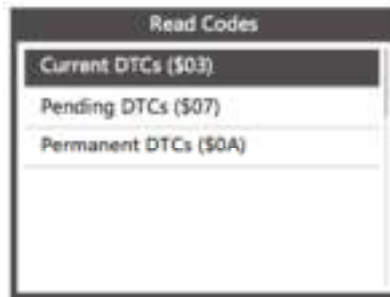 Read Codes
Current DTCs ($03)
Pending DTCs ($07)
Permanent DTCs ($0A)